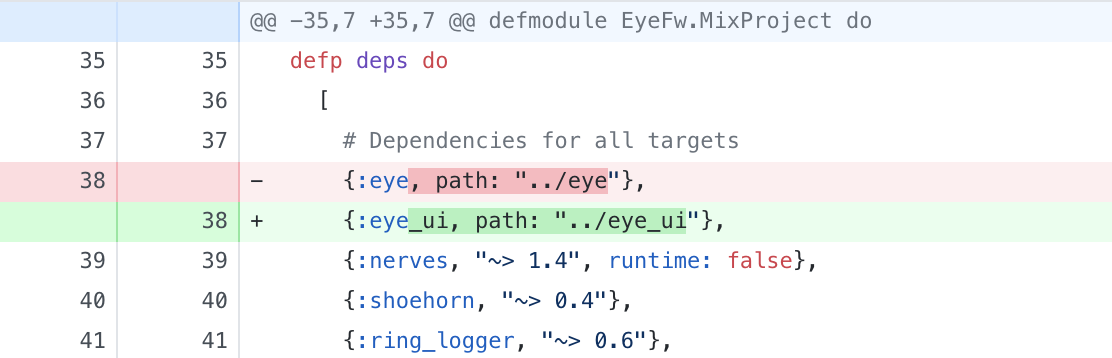 @@ −35,7 +35,7 @@ defmodule EyeFw.MixProject do
35 35 defp deps do
36 36 [
37 37 # Dependencies for all targets
38 − {:eye, path: "../eye"},
38 + {:eye_ui, path: "../eye_ui"},
39 39 {:nerves, "~> 1.4", runtime: false},
40 40 {:shoehorn, "~> 0.4"},
41 41 {:ring_logger, "~> 0.6"},